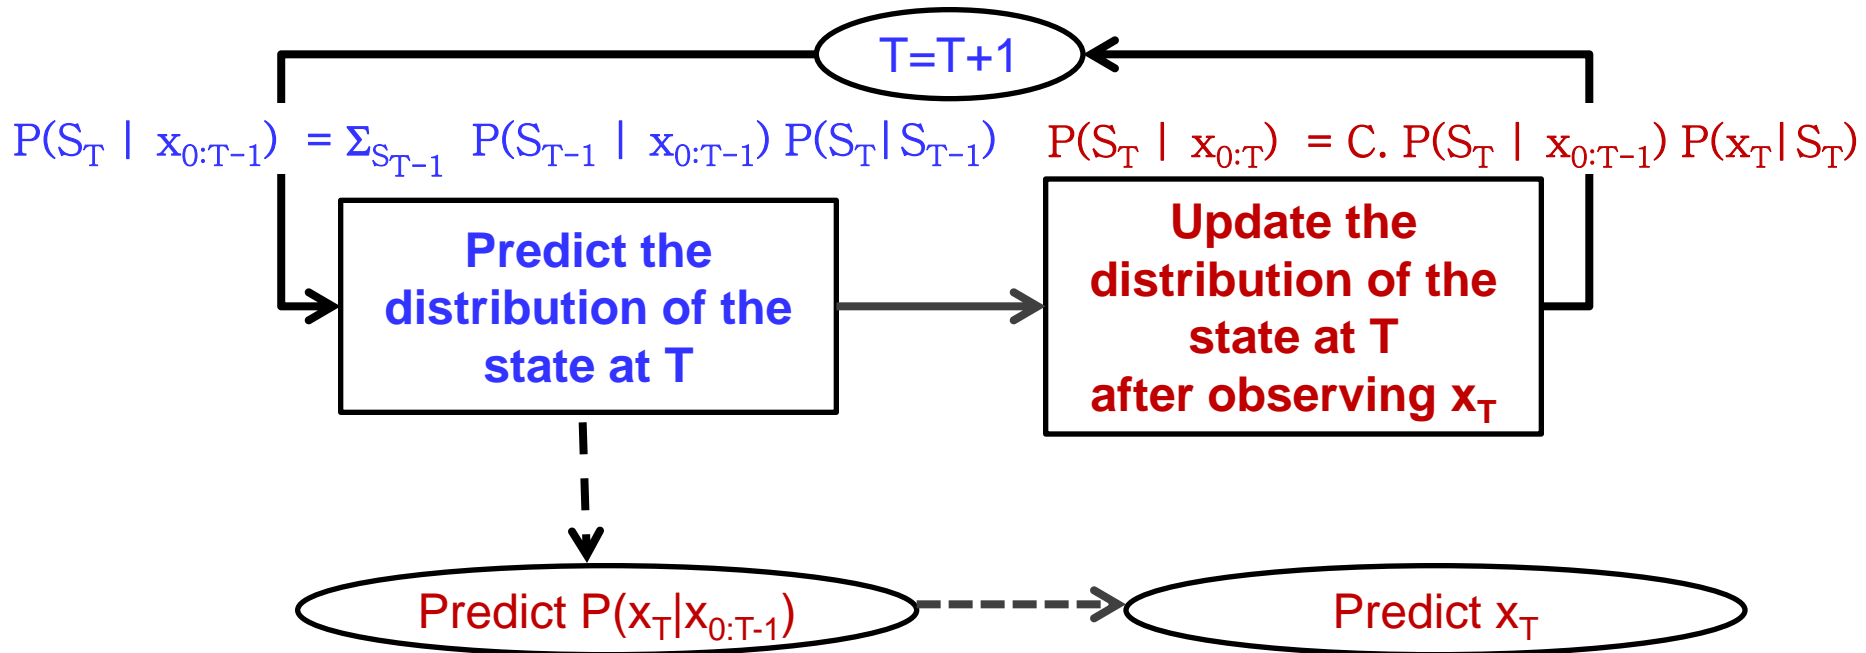 T=T+1
P(S_T | x_{0:T-1}) = Σ_{S_{T-1}} P(S_{T-1} | x_{0:T-1}) P(S_T|S_{T-1})
P(S_T | x_{0:T}) = C. P(S_T | x_{0:T-1}) P(x_T|S_T)
Predict the
distribution of the
state at T
Update the
distribution of the
state at T
after observing x_T
Predict P(x_T|x_{0:T-1})
Predict x_T